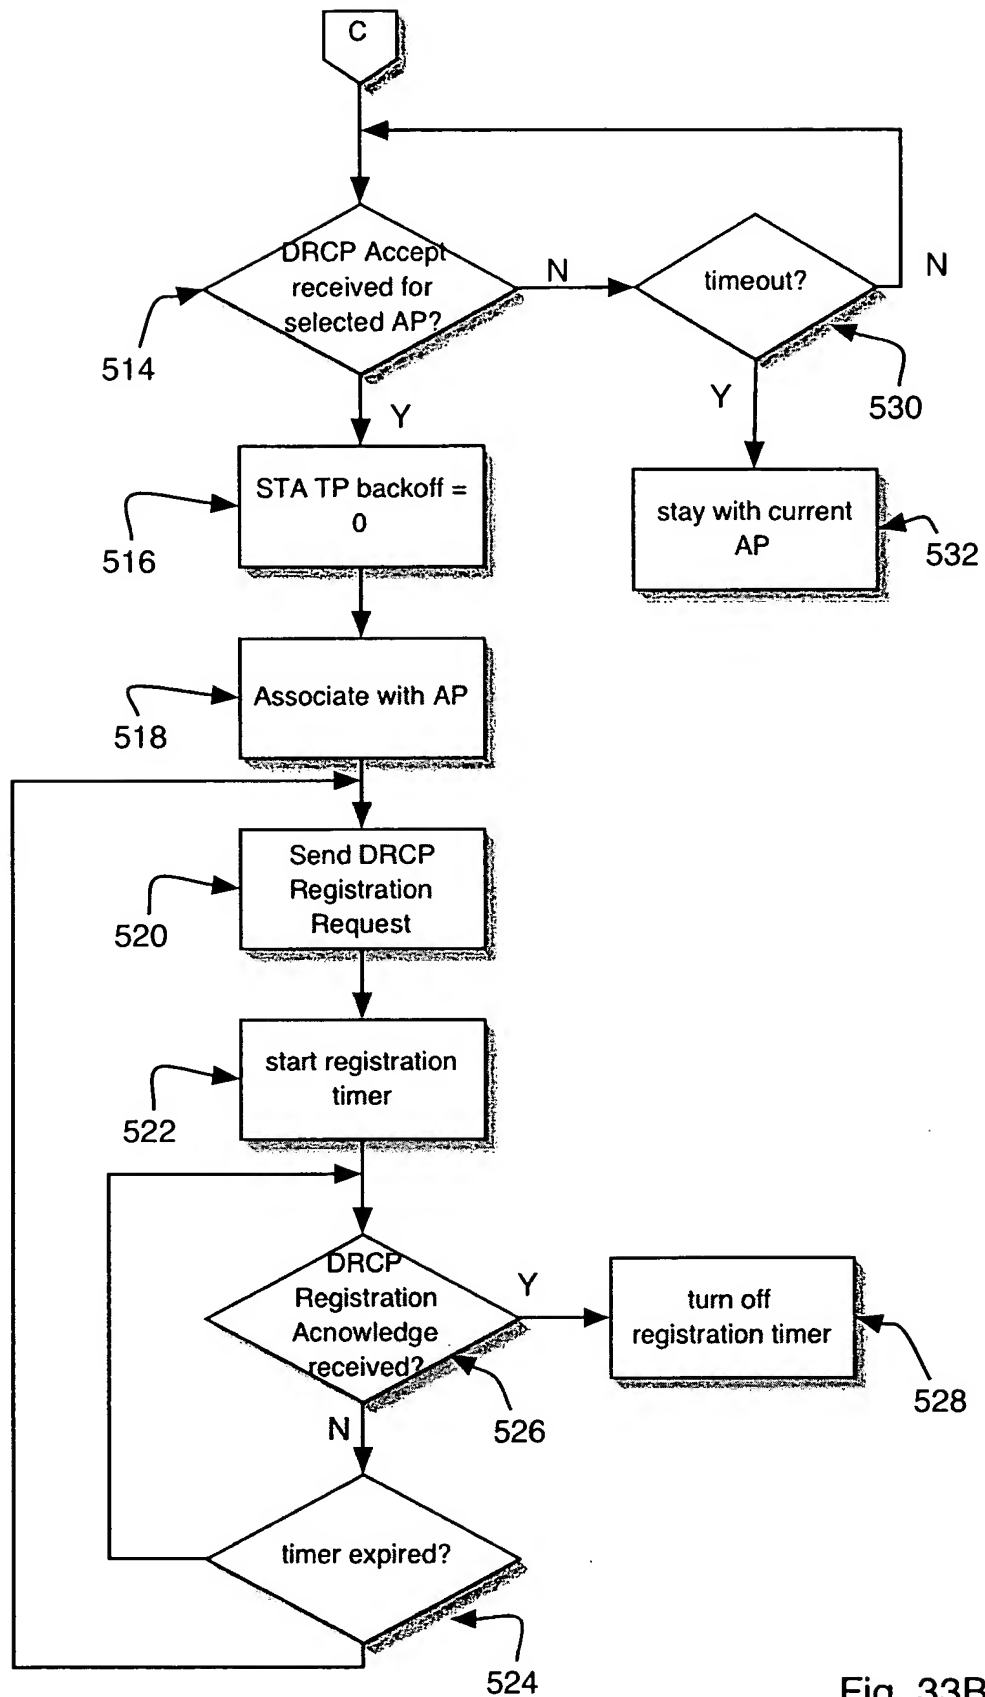 C
DRCP Accept
received for
selected AP?
N
timeout?
N
514
530
Y
Y
STA TP backoff =
0
516
stay with current
AP
532
Associate with AP
518
Send DRCP
Registration
Request
520
start registration
timer
522
DRCP
Registration
Acnowledge
received?
Y
turn off
registration timer
526
528
N
timer expired?
524
Fig. 33B